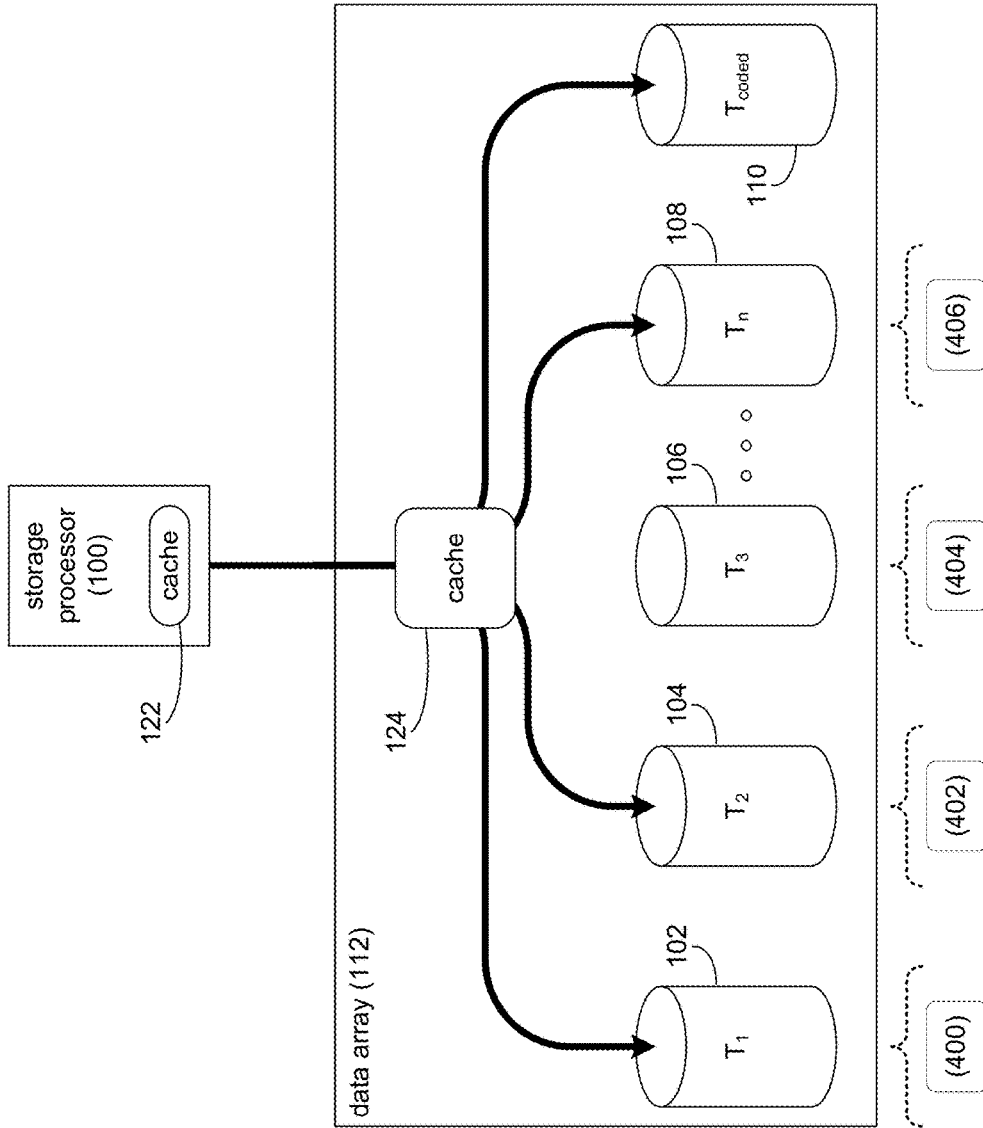 storage
processor
(100)
cache
122
data array (112)
cache
124
T₁
102
T₂
104
T₃
106
Tₙ
108
T_coded
110
(400)
(402)
(404)
(406)